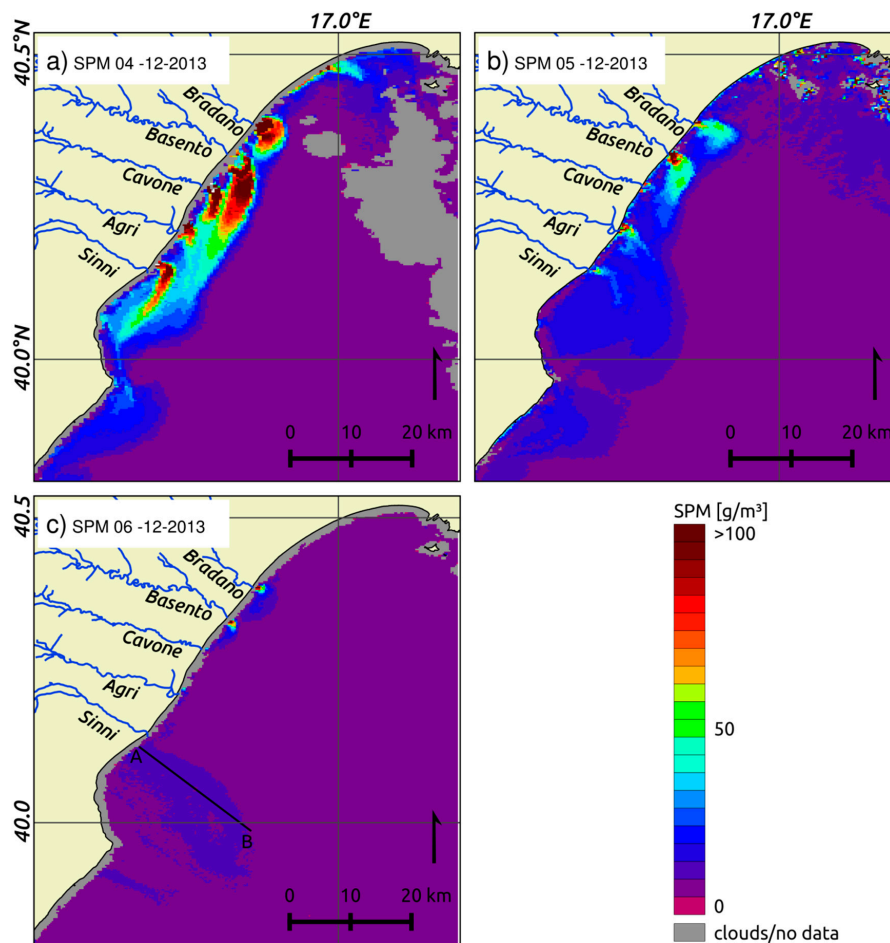 17.0°E
17.0°E
40.5°N
a) SPM 04 -12-2013
b) SPM 05 -12-2013
Bradano
Basento
Cavone
Agri
Sinni
Bradano
Basento
Cavone
Agri
Sinni
40.0°N
0 10 20 km
0 10 20 km
40.5
c) SPM 06 -12-2013
Bradano
Basento
Cavone
Agri
Sinni
A
B
40.0
0 10 20 km
SPM [g/m³]
>100
50
0
clouds/no data